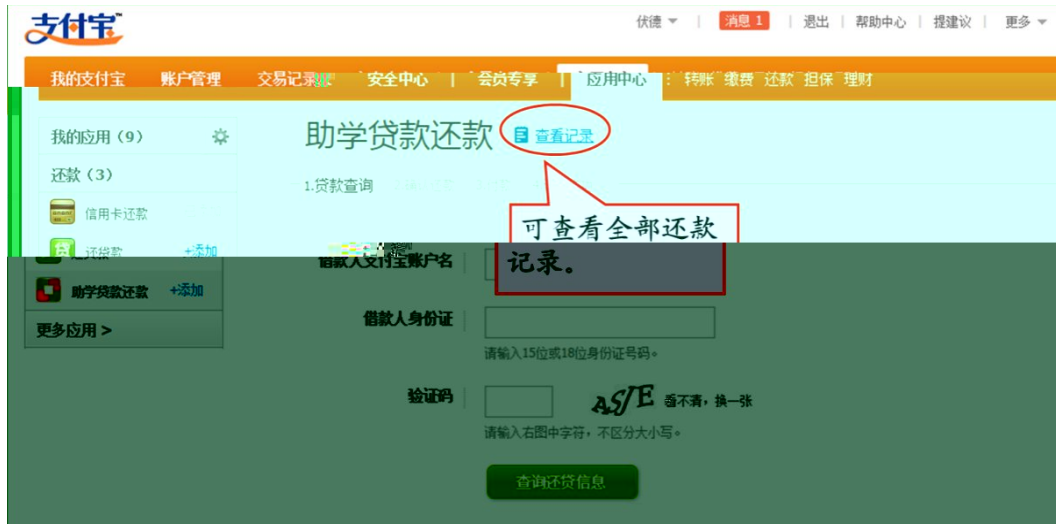 支付宝™
伏德 | 消息 1 | 退出 | 帮助中心 | 提建议 | 更多
我的支付宝 账户管理 交易记录 安全中心 | 会员专享 | 应用中心 转账 缴费 还款 担保 理财
我的应用（9）
还款（3）
信用卡还款
还贷款 +添加
助学贷款还款 +添加
更多应用 >
助学贷款还款 查看记录
1.贷款查询
可查看全部还款
记录。
借款人支付宝账户名
借款人身份证
请输入15位或18位身份证号码。
验证码
看不清，换一张
请输入右图中字符，不区分大小写。
查询还贷信息